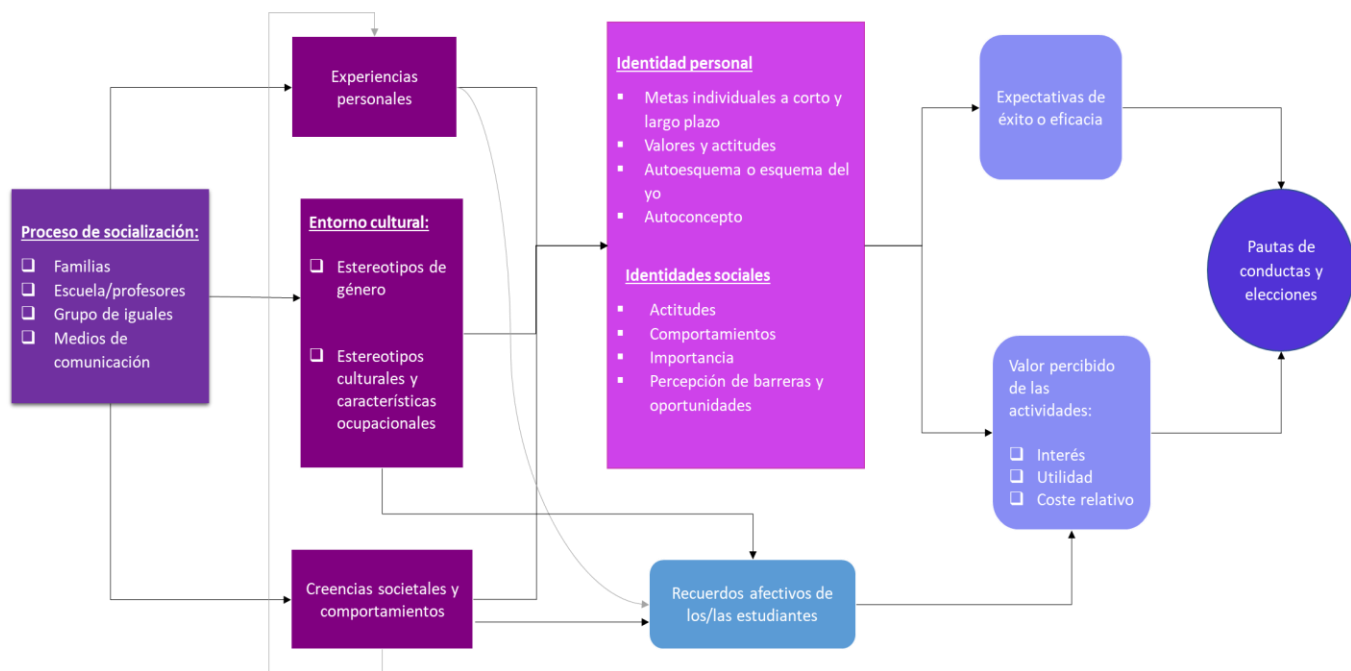 Proceso de socialización:
❑ Familias
❑ Escuela/profesores
❑ Grupo de iguales
❑ Medios de
comunicación
Experiencias
personales
Entorno cultural:
❑ Estereotipos de
género
❑ Estereotipos
culturales y
características
ocupacionales
Creencias societales y
comportamientos
Identidad personal
▪ Metas individuales a corto y
largo plazo
▪ Valores y actitudes
▪ Autoesquema o esquema del
yo
▪ Autoconcepto
Identidades sociales
▪ Actitudes
▪ Comportamientos
▪ Importancia
▪ Percepción de barreras y
oportunidades
Recuerdos afectivos de
los/las estudiantes
Expectativas de
éxito o eficacia
Valor percibido
de las
actividades:
❑ Interés
❑ Utilidad
❑ Coste relativo
Pautas de
conductas y
elecciones